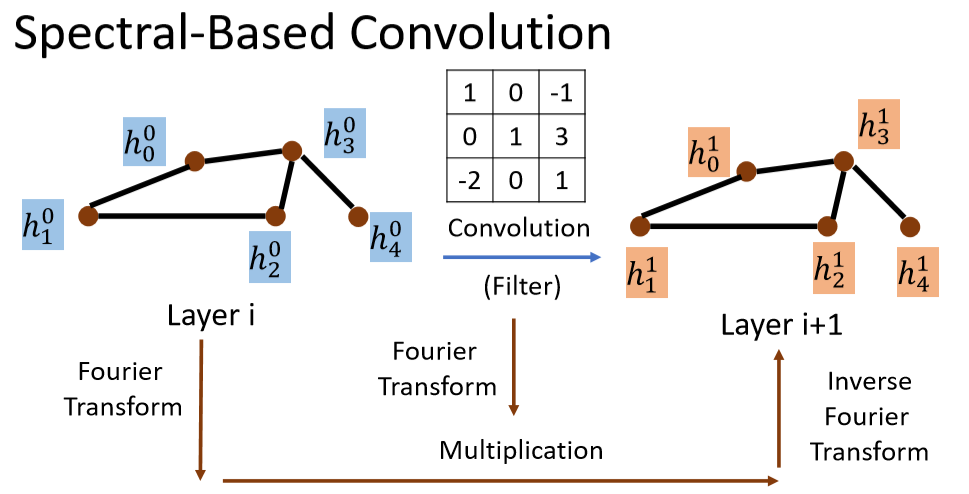 Spectral-Based Convolution
1 0 -1
0 1 3
-2 0 1
h_0^0
h_3^0
h_1^0
h_2^0
h_4^0
Layer i
Convolution
(Filter)
h_0^1
h_3^1
h_1^1
h_2^1
h_4^1
Layer i+1
Fourier
Transform
Fourier
Transform
Multiplication
Inverse
Fourier
Transform